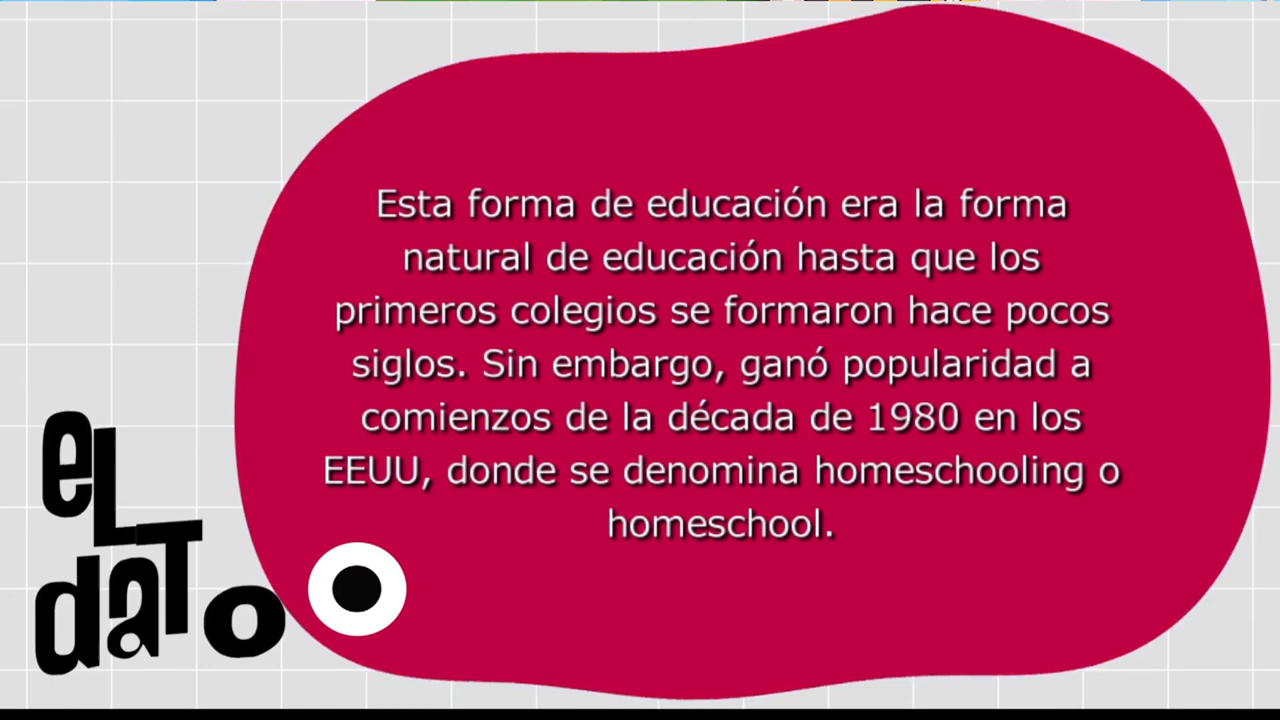 Esta forma de educación era la forma
natural de educación hasta que los
primeros colegios se formaron hace pocos
siglos. Sin embargo, ganó popularidad a
comienzos de la década de 1980 en los
EEUU, donde se denomina homeschooling o
homeschool.
eL
daTo